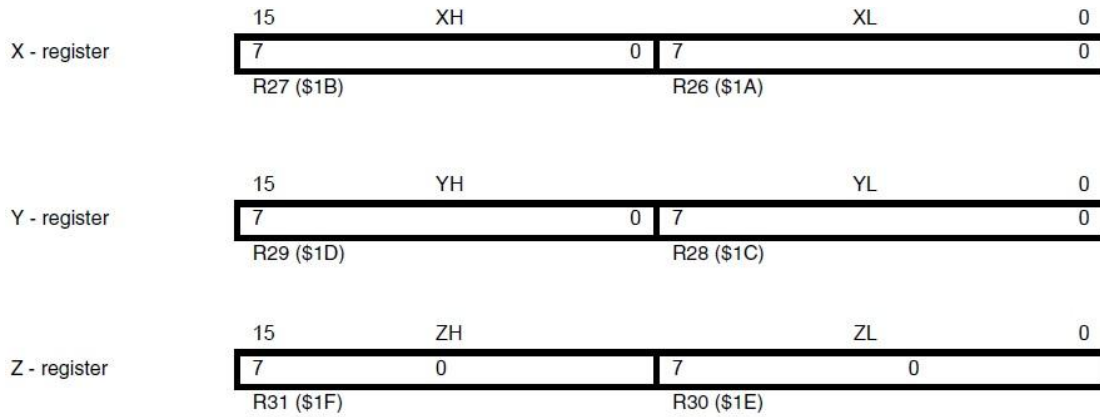 15 XH XL 0
X - register 7 0 7 0
R27 ($1B) R26 ($1A)
15 YH YL 0
Y - register 7 0 7 0
R29 ($1D) R28 ($1C)
15 ZH ZL 0
Z - register 7 0 7 0
R31 ($1F) R30 ($1E)